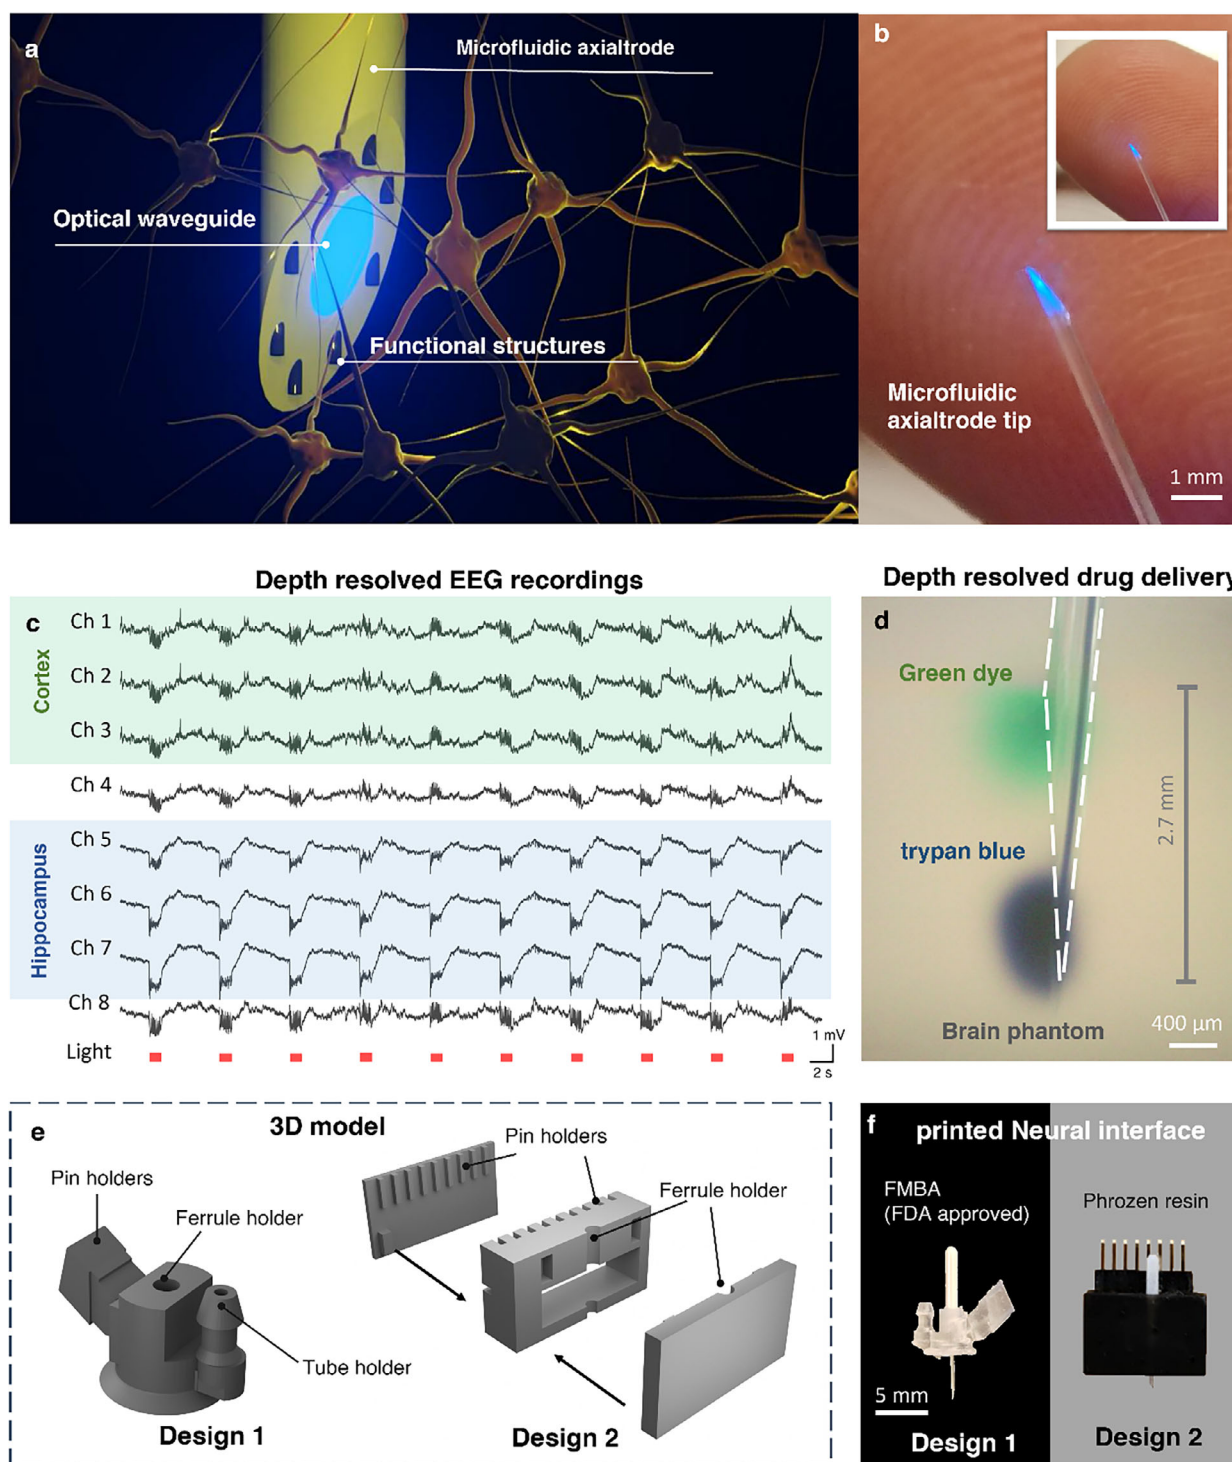 a
Microfluidic axialtrode
Optical waveguide
Functional structures
b
Microfluidic
axialtrode tip
1 mm
Depth resolved EEG recordings
c
Cortex
Ch 1
Ch 2
Ch 3
Ch 4
Hippocampus
Ch 5
Ch 6
Ch 7
Ch 8
Light
1 mV
2 s
Depth resolved drug delivery
d
Green dye
trypan blue
2.7 mm
Brain phantom
400 µm
e
3D model
Pin holders
Ferrule holder
Tube holder
Design 1
Pin holders
Ferrule holder
Design 2
f
printed Neural interface
FMBA
(FDA approved)
5 mm
Design 1
Phrozen resin
Design 2